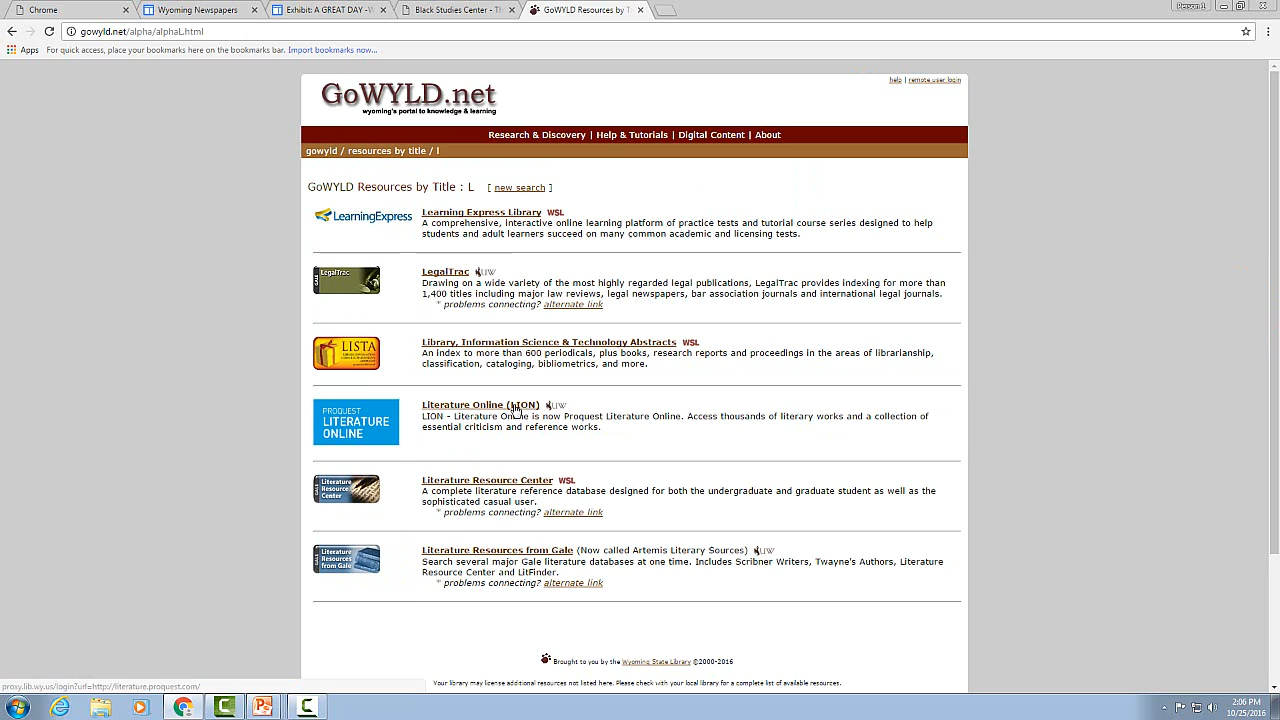 Chrome
Wyoming Newspapers
Exhibit: A GREAT DAY -
Black Studies Center - Th
GoWYLD Resources by T
Person 1
gowyld.net/alpha/alphaL.html
Apps For quick access, place your bookmarks here on the bookmarks bar. Import bookmarks now...
GoWYLD.net
wyoming's portal to knowledge & learning
help | remote user login
Research & Discovery | Help & Tutorials | Digital Content | About
gowyld / resources by title / l
GoWYLD Resources by Title : L [ new search ]
LearningExpress
Learning Express Library WSL
A comprehensive, interactive online learning platform of practice tests and tutorial course series designed to help
students and adult learners succeed on many common academic and licensing tests.
GALE
LegalTrac
LegalTrac UW
Drawing on a wide variety of the most highly regarded legal publications, LegalTrac provides indexing for more than
1,400 titles including major law reviews, legal newspapers, bar association journals and international legal journals.
* problems connecting? alternate link
LISTA
Library, Information Science & Technology Abstracts WSL
An index to more than 600 periodicals, plus books, research reports and proceedings in the areas of librarianship,
classification, cataloging, bibliometrics, and more.
PROQUEST
LITERATURE
ONLINE
Literature Online (LION) UW
LION - Literature Online is now Proquest Literature Online. Access thousands of literary works and a collection of
essential criticism and reference works.
GALE
Literature
Resource
Center
Literature Resource Center WSL
A complete literature reference database designed for both the undergraduate and graduate student as well as the
sophisticated casual user.
* problems connecting? alternate link
GALE
Literature
Resources
from Gale
Literature Resources from Gale (Now called Artemis Literary Sources) UW
Search several major Gale literature databases at one time. Includes Scribner Writers, Twayne's Authors, Literature
Resource Center and LitFinder.
* problems connecting? alternate link
Brought to you by the Wyoming State Library ©2000-2016
Your library may license additional resources not listed here. Please check with your local library for a complete list of available resources.
proxy.lib.wy.us/login?url=http://literature.proquest.com/
2:06 PM
10/25/2016